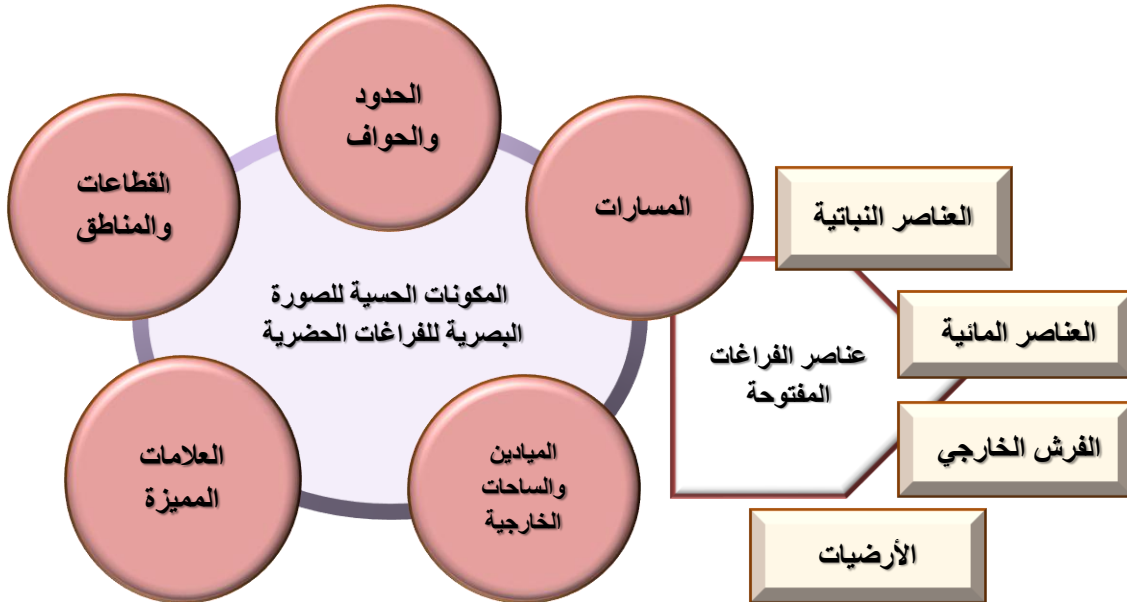 الحدود
والحواف
القطاعات
والمناطق
المسارات
العناصر النباتية
المكونات الحسية للصورة
البصرية للفراغات الحضرية
العناصر المائية
عناصر الفراغات
المفتوحة
الفرش الخارجي
العلامات
المميزة
الميادين
والساحات
الخارجية
الأرضيات